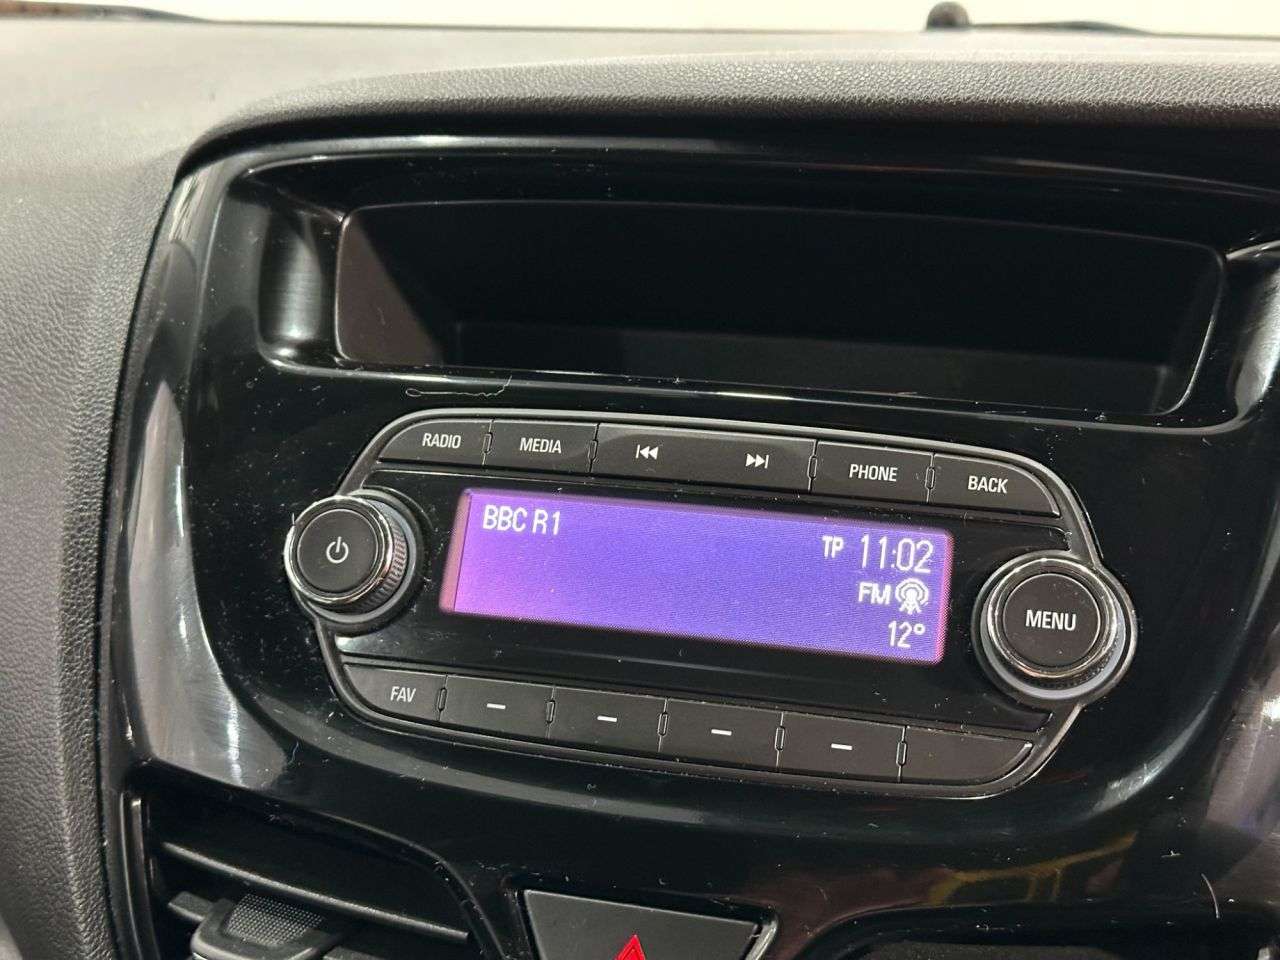 RADIO MEDIA PHONE BACK
BBC R1
TP 11:02
FM
12°
MENU
FAV